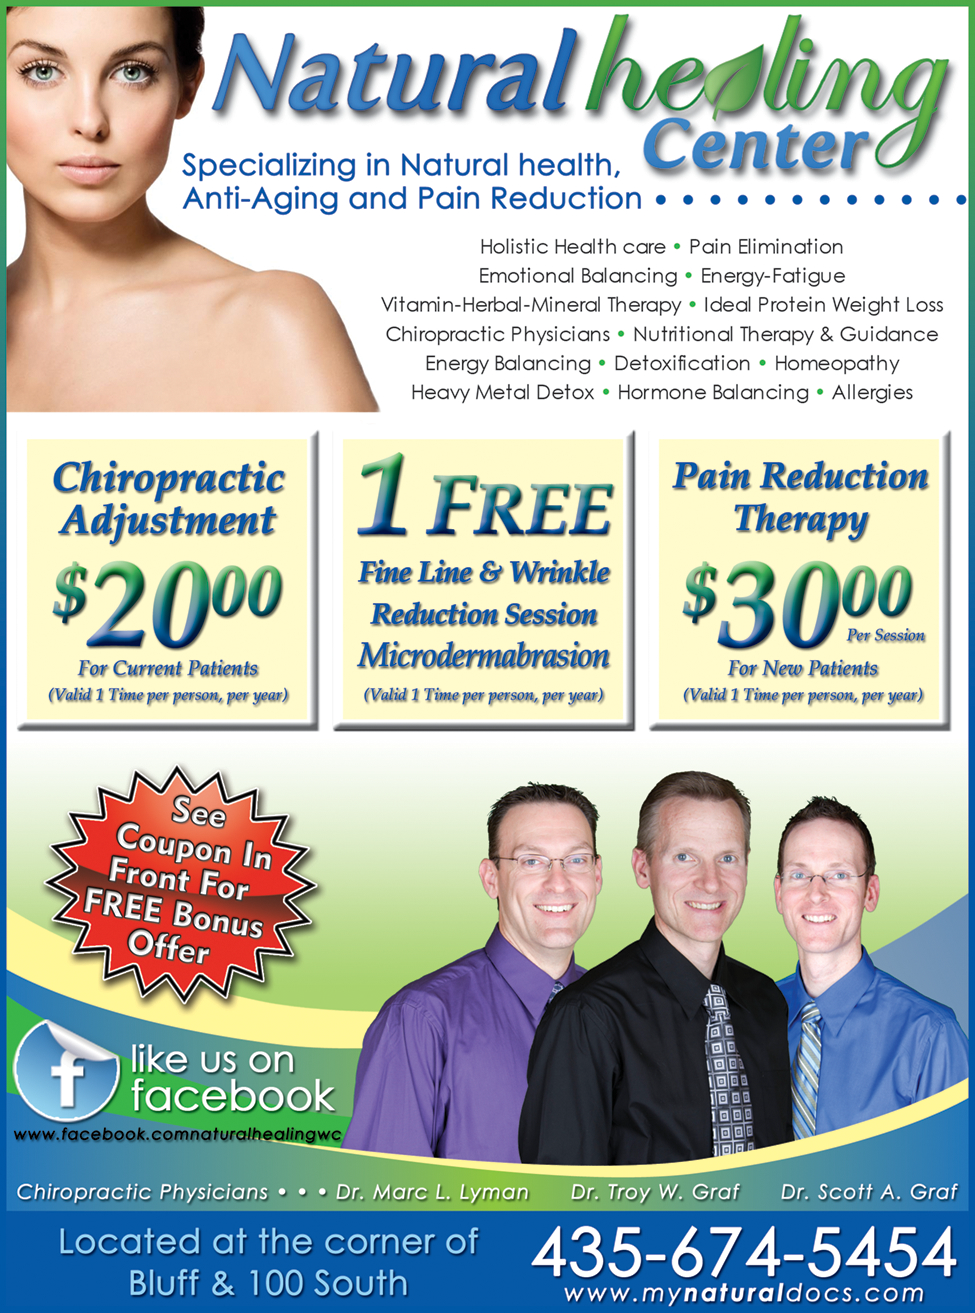 Natural healing
Center
Specializing in Natural health,
Anti-Aging and Pain Reduction • • • • • • • • • • • •
Holistic Health care • Pain Elimination
Emotional Balancing • Energy-Fatigue
Vitamin-Herbal-Mineral Therapy • Ideal Protein Weight Loss
Chiropractic Physicians • Nutritional Therapy & Guidance
Energy Balancing • Detoxification • Homeopathy
Heavy Metal Detox • Hormone Balancing • Allergies
Chiropractic
Adjustment
$2000
For Current Patients
(Valid 1 Time per person, per year)
1 FREE
Fine Line & Wrinkle
Reduction Session
Microdermabrasion
(Valid 1 Time per person, per year)
Pain Reduction
Therapy
$3000
Per Session
For New Patients
(Valid 1 Time per person, per year)
See
Coupon In
Front For
FREE Bonus
Offer
f
like us on
facebook
www.facebook.comnaturalhealingwc
Chiropractic Physicians • • • Dr. Marc L. Lyman Dr. Troy W. Graf Dr. Scott A. Graf
Located at the corner of
Bluff & 100 South
435-674-5454
www.mynaturaldocs.com